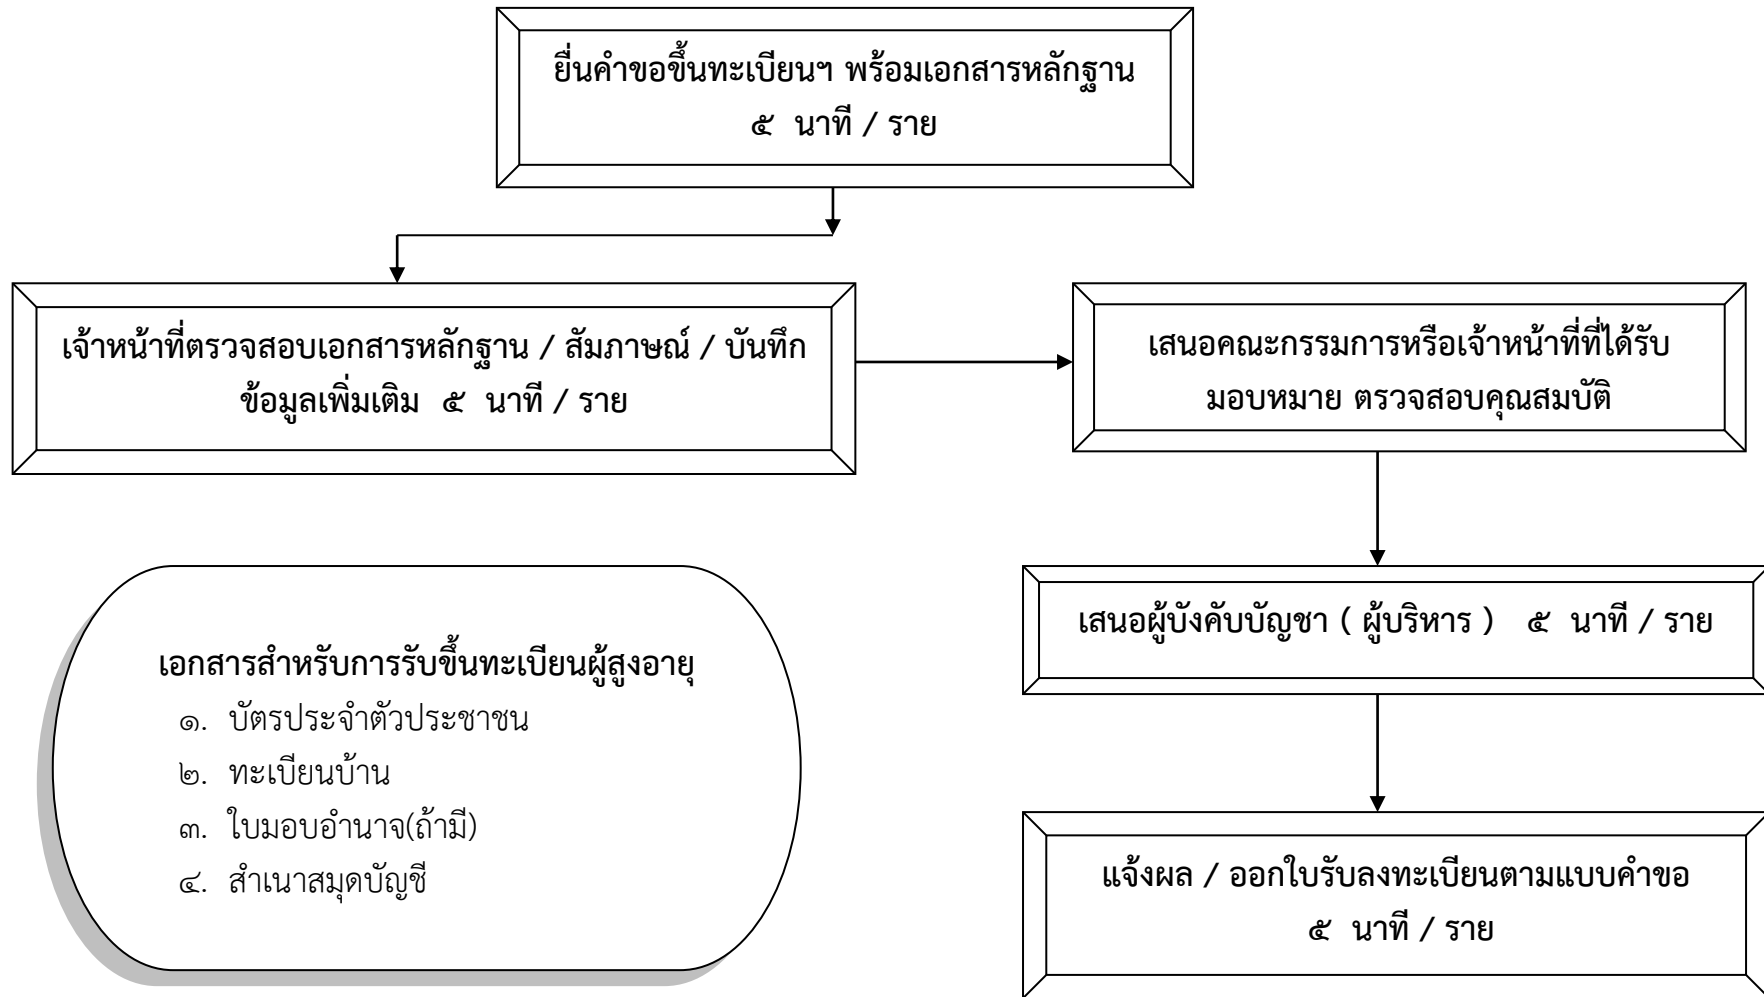 ยื่นคำขอขึ้นทะเบียนฯ พร้อมเอกสารหลักฐาน
๕ นาที / ราย
เจ้าหน้าที่ตรวจสอบเอกสารหลักฐาน / สัมภาษณ์ / บันทึก
ข้อมูลเพิ่มเติม ๕ นาที / ราย
เสนอคณะกรรมการหรือเจ้าหน้าที่ที่ได้รับ
มอบหมาย ตรวจสอบคุณสมบัติ
เสนอผู้บังคับบัญชา ( ผู้บริหาร ) ๕ นาที / ราย
เอกสารสำหรับการรับขึ้นทะเบียนผู้สูงอายุ
๑. บัตรประจำตัวประชาชน
๒. ทะเบียนบ้าน
๓. ใบมอบอำนาจ(ถ้ามี)
๔. สำเนาสมุดบัญชี
แจ้งผล / ออกใบรับลงทะเบียนตามแบบคำขอ
๕ นาที / ราย